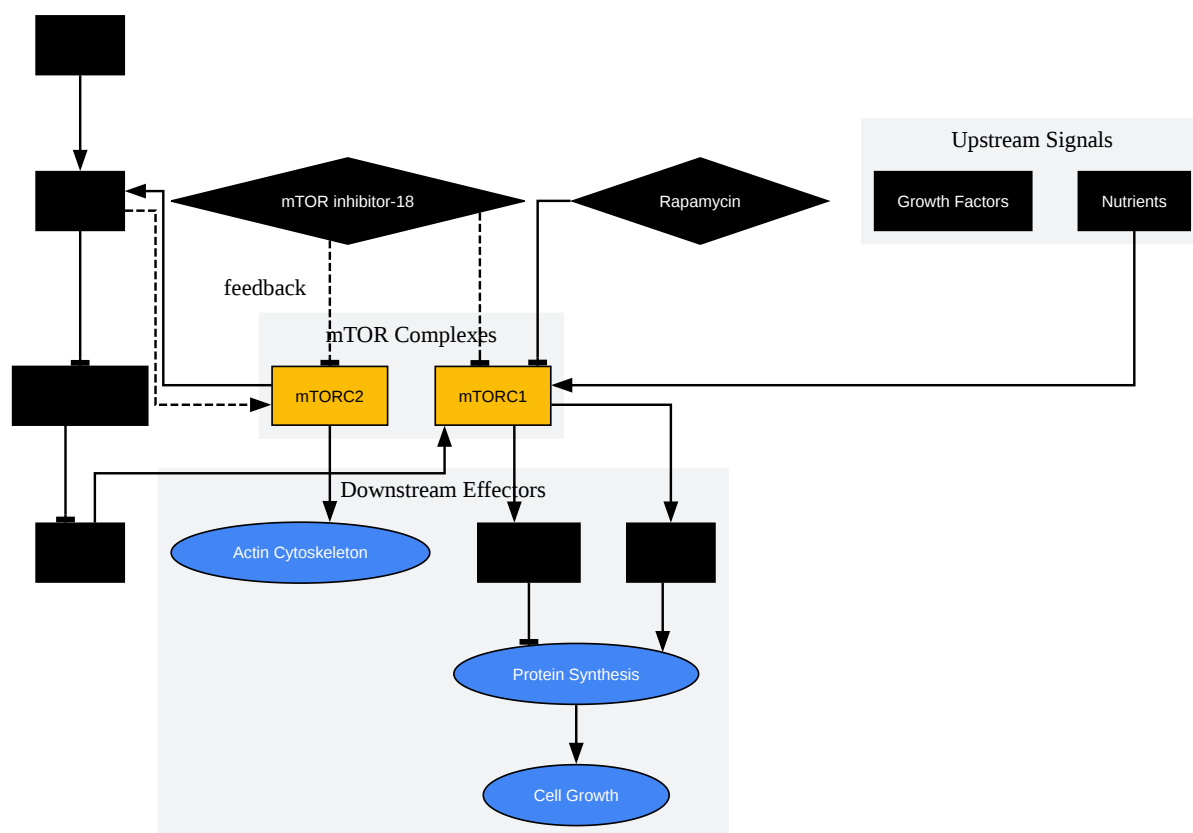 Upstream Signals
mTOR inhibitor-18
Rapamycin
Growth Factors
Nutrients
feedback
mTOR Complexes
mTORC2
mTORC1
Downstream Effectors
Actin Cytoskeleton
Protein Synthesis
Cell Growth